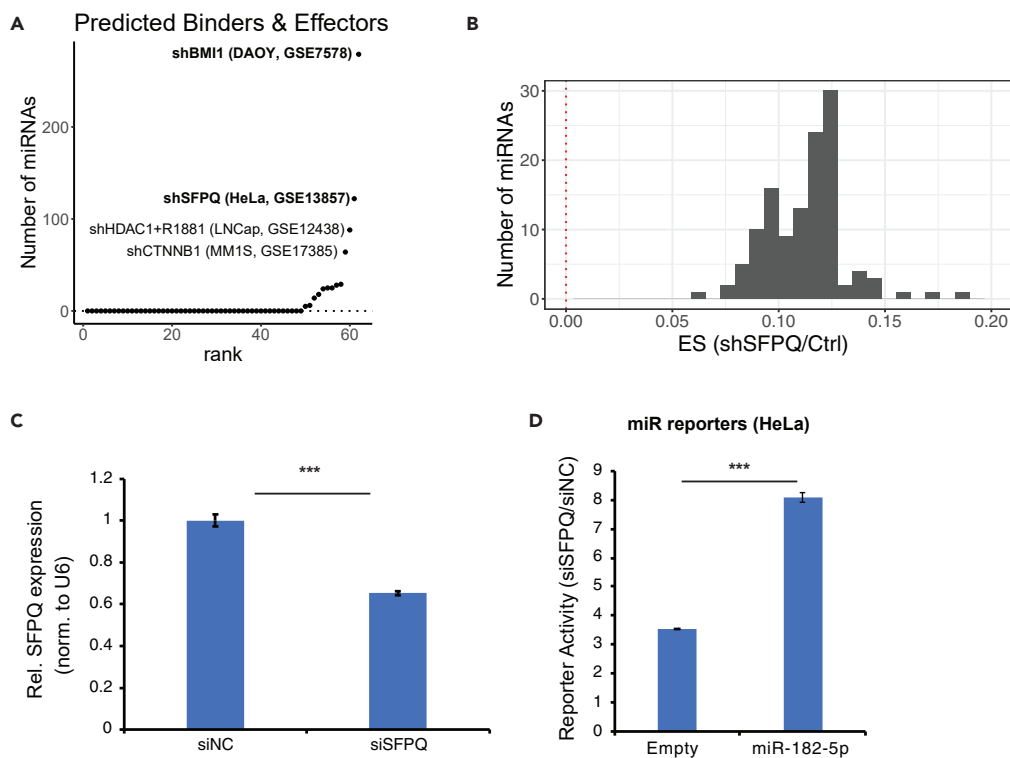 A
Predicted Binders & Effectors
shBMI1 (DAOY, GSE7578)
shSFPQ (HeLa, GSE13857)
shHDAC1+R1881 (LNCap, GSE12438)
shCTNNB1 (MM1S, GSE17385)
Number of miRNAs
200
100
0
0
20
40
60
rank
B
Number of miRNAs
30
20
10
0
0.00
0.05
0.10
0.15
0.20
ES (shSFPQ/Ctrl)
C
***
Rel. SFPQ expression
(norm. to U6)
1.2
1
0.8
0.6
0.4
0.2
0
siNC
siSFPQ
D
miR reporters (HeLa)
***
Reporter Activity (siSFPQ/siNC)
9
8
7
6
5
4
3
2
1
0
Empty
miR-182-5p